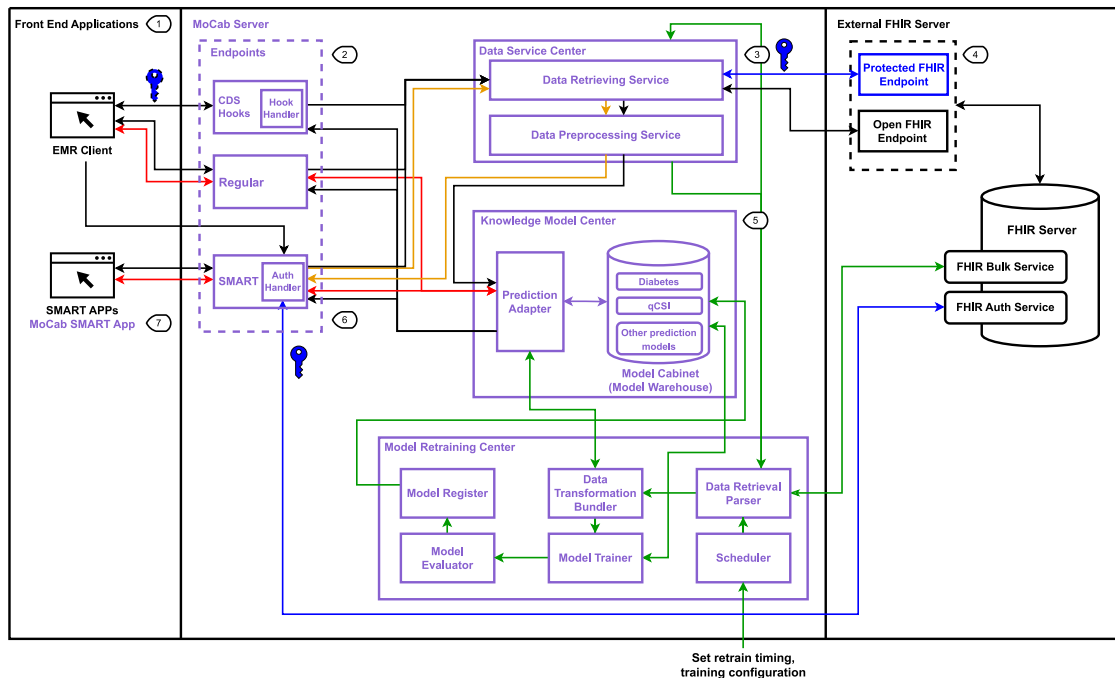 Front End Applications
1
MoCab Server
External FHIR Server
Endpoints
2
Data Service Center
3
4
Data Retrieving Service
Protected FHIR
Endpoint
CDS
Hooks
Hook
Handler
EMR Client
Data Preprocessing Service
Open FHIR
Endpoint
Regular
Knowledge Model Center
5
FHIR Server
SMART
Auth
Handler
Prediction
Adapter
Diabetes
qCSI
Other prediction
models
FHIR Bulk Service
FHIR Auth Service
SMART APPs
MoCab SMART App
7
6
Model Cabinet
(Model Warehouse)
Model Retraining Center
Model Register
Data
Transformation
Bundler
Data Retrieval
Parser
Model
Evaluator
Model Trainer
Scheduler
Set retrain timing,
training configuration